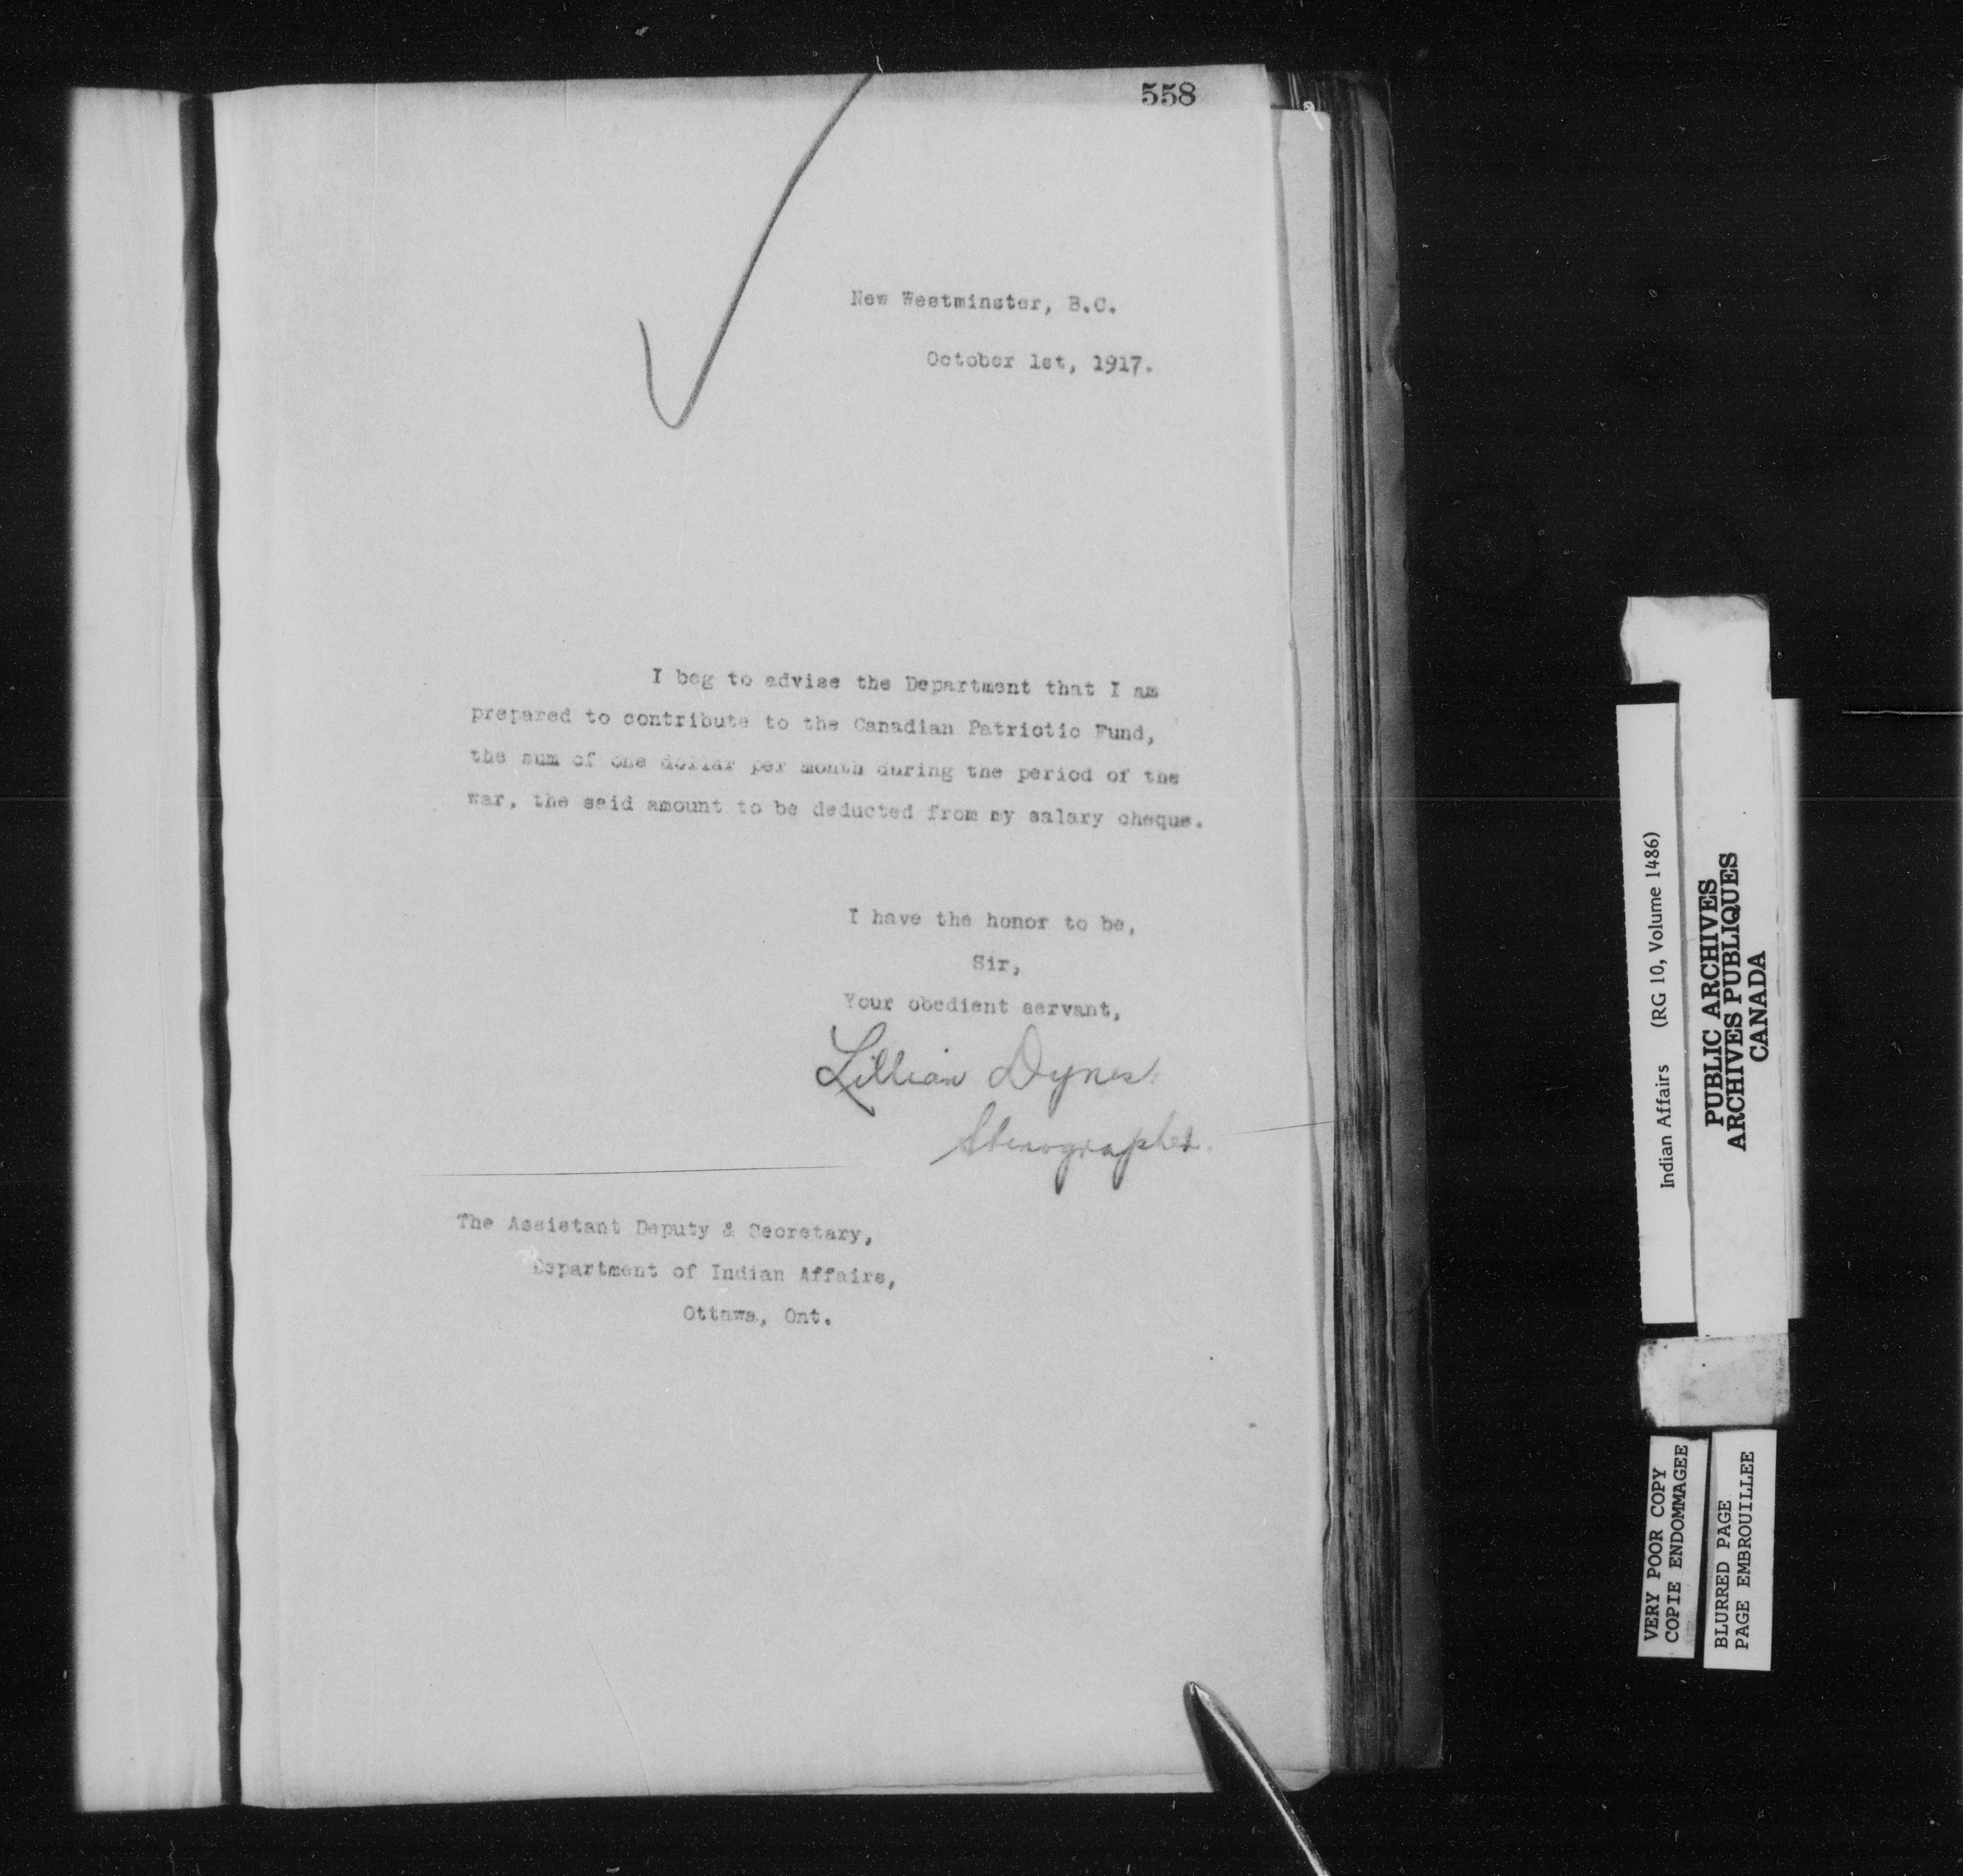 558
New Westminster, B.C.
October 1st, 1917.
I beg to advise the Department that I am
prepared to contribute to the Canadian Patriotic Fund,
the sum of one dollar per month during the period of the
war, the said amount to be deducted from my salary cheque.
I have the honor to be,
Sir,
Your obedient servant,
Lillian Dynes.
Stenographer.
The Assistant Deputy & Secretary,
Department of Indian Affairs,
Ottawa, Ont.
Indian Affairs (RG 10, Volume 1486)
PUBLIC ARCHIVES
ARCHIVES PUBLIQUES
CANADA
VERY POOR COPY
COPIE ENDOMMAGEE
BLURRED PAGE
PAGE EMBROUILLEE